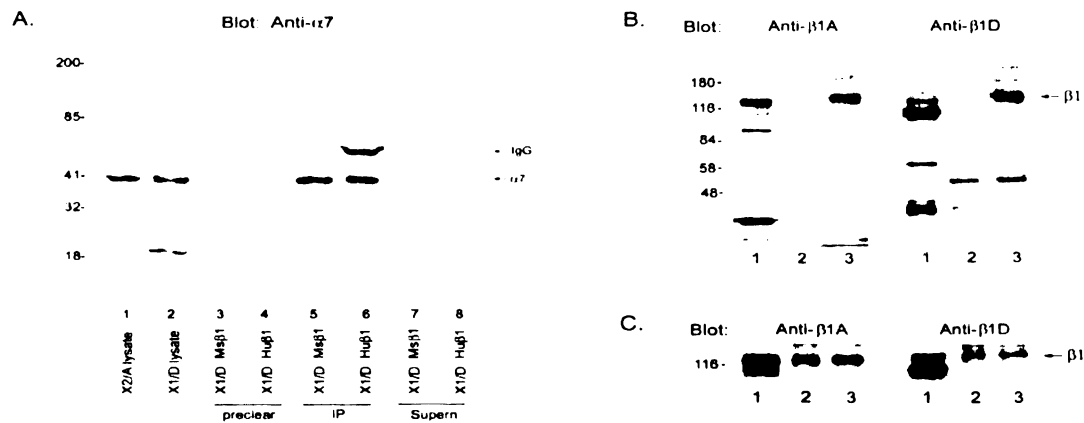 A.
Blot: Anti-α7
200-
85-
41-
32-
18-
IgG
α7
1 2 3 4 5 6 7 8
X2/A lysate
X1/D lysate
X1/D Msβ1
X1/D Huβ1
X1/D Msβ1
X1/D Huβ1
X1/D Msβ1
X1/D Huβ1
preclear IP Supern
B.
Blot: Anti-β1A Anti-β1D
180-
116-
84-
58-
48-
β1
1 2 3 1 2 3
C.
Blot: Anti-β1A Anti-β1D
116-
β1
1 2 3 1 2 3